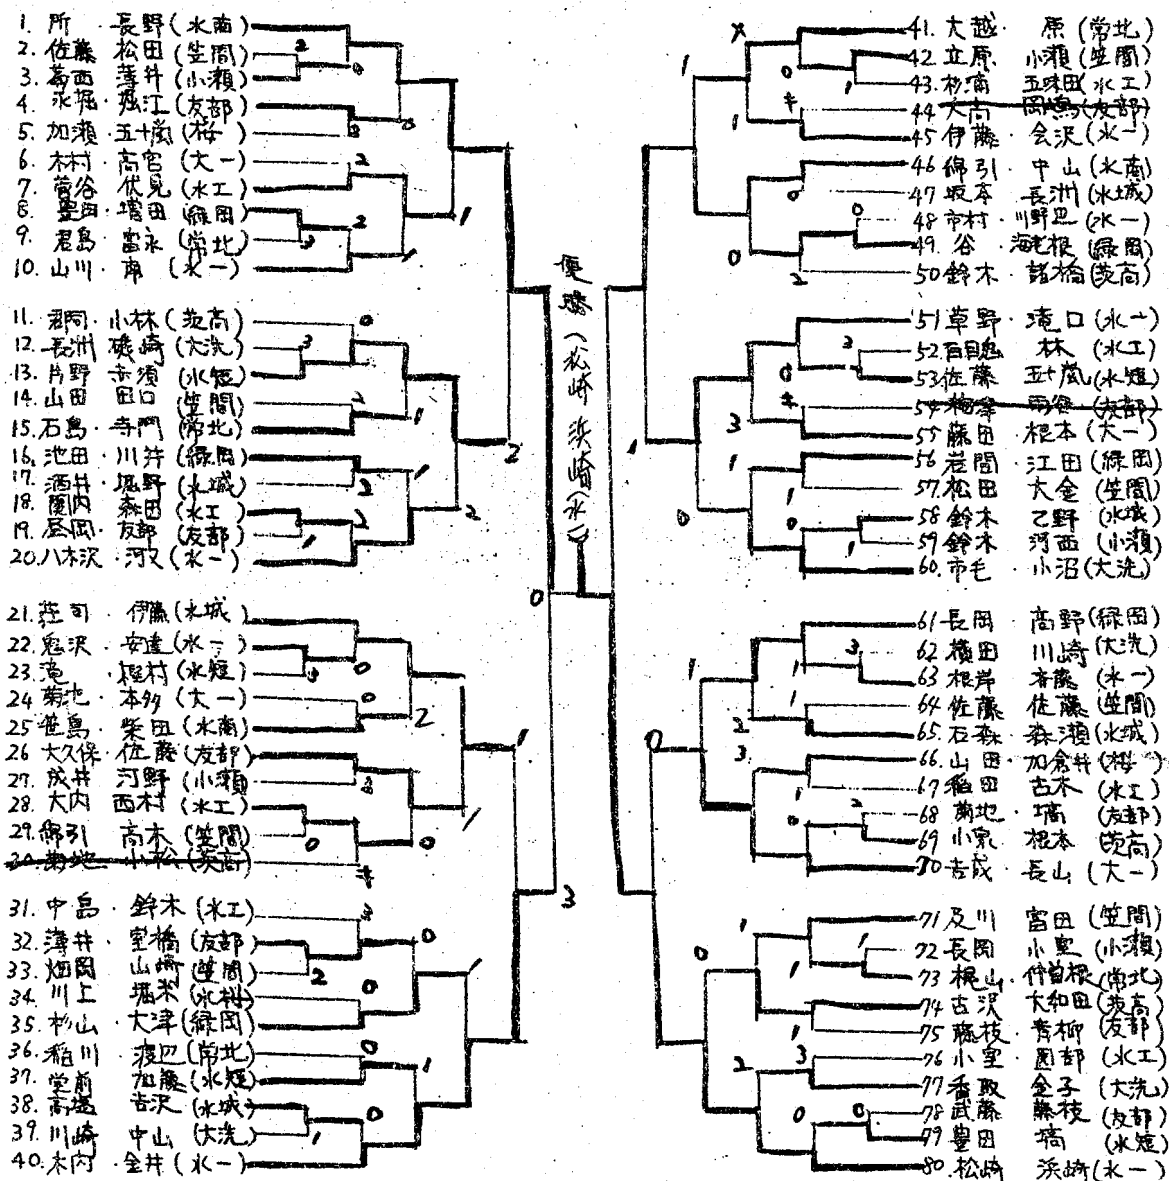 1. 所 · 長野 (水南)
2. 佐藤 松田 (笠間)
3. 葛西 薄井 (小瀬)
4. 永堀 · 堀江 (友部)
5. 加瀬 · 五十嵐 (桜)
6. 木村 · 高宮 (大一)
7. 菅谷 伏見 (水工)
8. 豊田 · 増田 (緑岡)
9. 君島 · 富永 (常北)
10. 山川 · 南 (水一)
11. 郡司 · 小林 (茨高)
12. 長洲 磯崎 (大洗)
13. 片野 赤須 (水短)
14. 山田 田口 (笠間)
15. 石島 · 寺門 (常北)
16. 池田 · 川井 (緑岡)
17. 酒井 · 堀野 (水城)
18. 薗内 森田 (水工)
19. 昼岡 · 友部 (友部)
20. 八木沢 · 河又 (水一)
21. 荘司 · 伊藤 (水城)
22. 鬼沢 · 安達 (水一)
23. 滝 · 植村 (水短)
24. 菊地 · 本多 (大一)
25. 笹島 · 柴田 (水南)
26 大久保 · 佐藤 (友部)
27. 成井 河野 (小瀬)
28. 大内 西村 (水工)
29. 綿引 高木 (笠間)
30. 菊地 小松 (茨高)
31. 中島 · 鈴木 (水工)
32. 薄井 · 室橋 (友部)
33. 畑岡 山崎 (笠間)
34. 川上 堀米
35. 杉山 · 大津 (緑岡)
36. 稲川 · 渡辺 (常北)
37. 堂前 加藤 (水短)
38. 高塩 吉沢 (水城)
39. 川崎 中山 (大洗)
40. 木内 · 金井 (水一)
優勝 (松崎 浜崎 (水一))
41. 大越 · 原 (常北)
42 立原 小瀬 (笠間)
43. 杉浦 五味田 (水工)
44 大高 岡島 (友部)
45 伊藤 会沢 (水一)
46 綿引 · 中山 (水南)
47 坂本 長洲 (水城)
48 市村 · 川野辺 (水一)
49. 谷 · 海老根 (緑岡)
50 鈴木 · 諸橋 (茨高)
51 草野 · 滝口 (水一)
52 百目鬼 林 (水工)
53 佐藤 五十嵐 (水短)
54 雨谷 (友部)
55 藤田 · 根本 (大一)
56 岩間 · 江田 (緑岡)
57. 松田 大金 (笠間)
58 鈴木 乙野 (水城)
59 鈴木 河西 (小瀬)
60. 市毛 · 小沼 (大洗)
61 長岡 · 高野 (緑岡)
62 横田 川崎 (大洗)
63 根岸 斉藤 (水一)
64 佐藤 佐藤 (笠間)
65. 石森 · 森瀬 (水城)
66. 山田 · 加倉井 (桜)
67 稲田 古木 (水工)
68 菊地 · 塙 (友部)
69 小泉 根本 (茨高)
70 吉成 · 長山 (大一)
71 及川 富田 (笠間)
72 長岡 小室 (小瀬)
73 梶山 · 仲曽根 (常北)
74 古沢 大和田 (茨高)
75 藤枝 · 青柳 (友部)
76 小室 · 園部 (水工)
77 香取 金子 (大洗)
78 武藤 藤枝 (友部)
79 豊田 塙 (水短)
80. 松崎 浜崎 (水一)